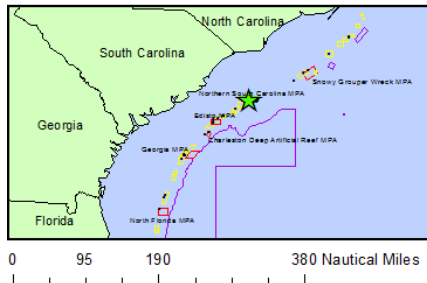 North Carolina
South Carolina
Snowy Grouper Wreck MPA
Northern South Carolina MPA
Edisto MPA
Georgia
Charleston Deep Artificial Reef MPA
Georgia MPA
Florida
North Florida MPA
0 95 190 380 Nautical Miles